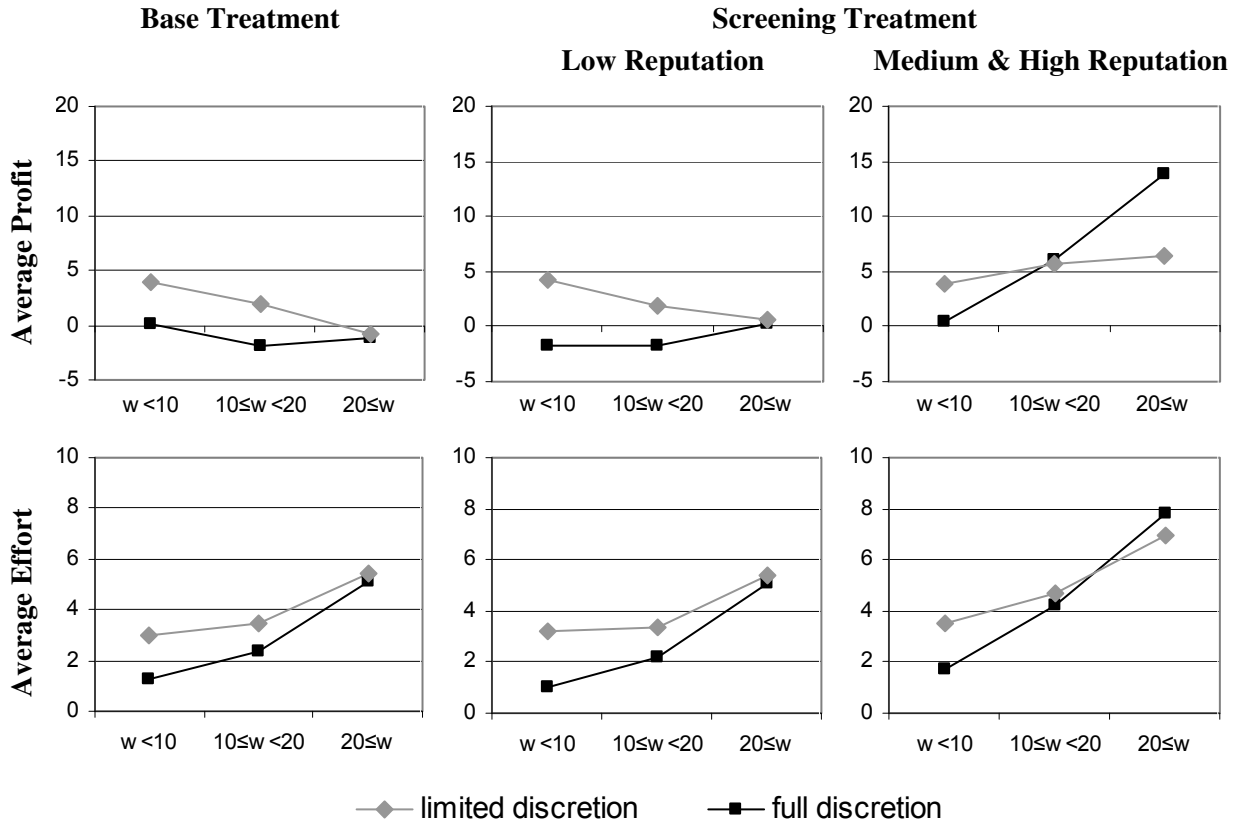 Base Treatment
Screening Treatment
Low Reputation
Medium & High Reputation
Average Profit
20
15
10
5
0
-5
w <10 10≤w <20 20≤w
20
15
10
5
0
-5
w <10 10≤w <20 20≤w
20
15
10
5
0
-5
w <10 10≤w <20 20≤w
Average Effort
10
8
6
4
2
0
w <10 10≤w <20 20≤w
10
8
6
4
2
0
w <10 10≤w <20 20≤w
10
8
6
4
2
0
w <10 10≤w <20 20≤w
limited discretion full discretion